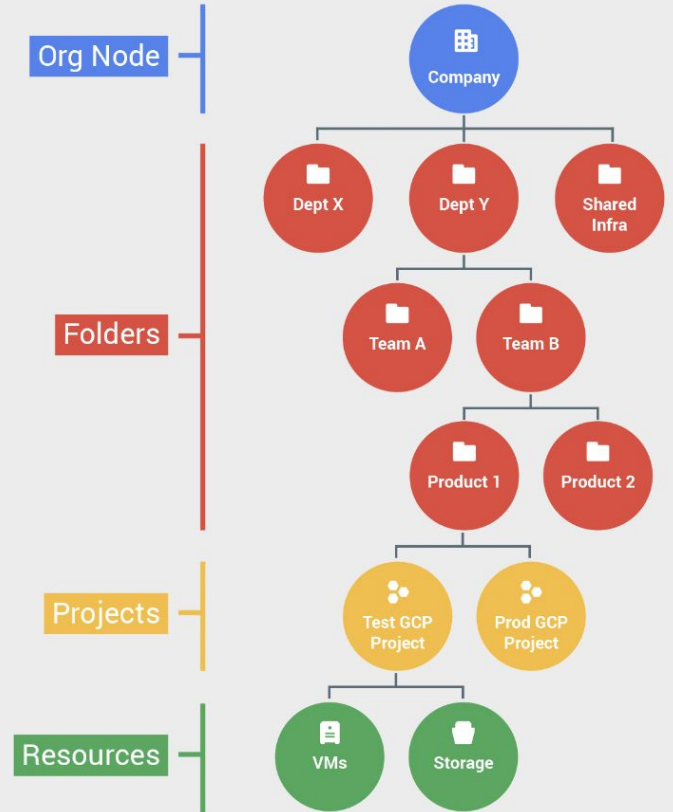 Org Node
Company
Dept X
Dept Y
Shared
Infra
Folders
Team A
Team B
Product 1
Product 2
Projects
Test GCP
Project
Prod GCP
Project
Resources
VMs
Storage